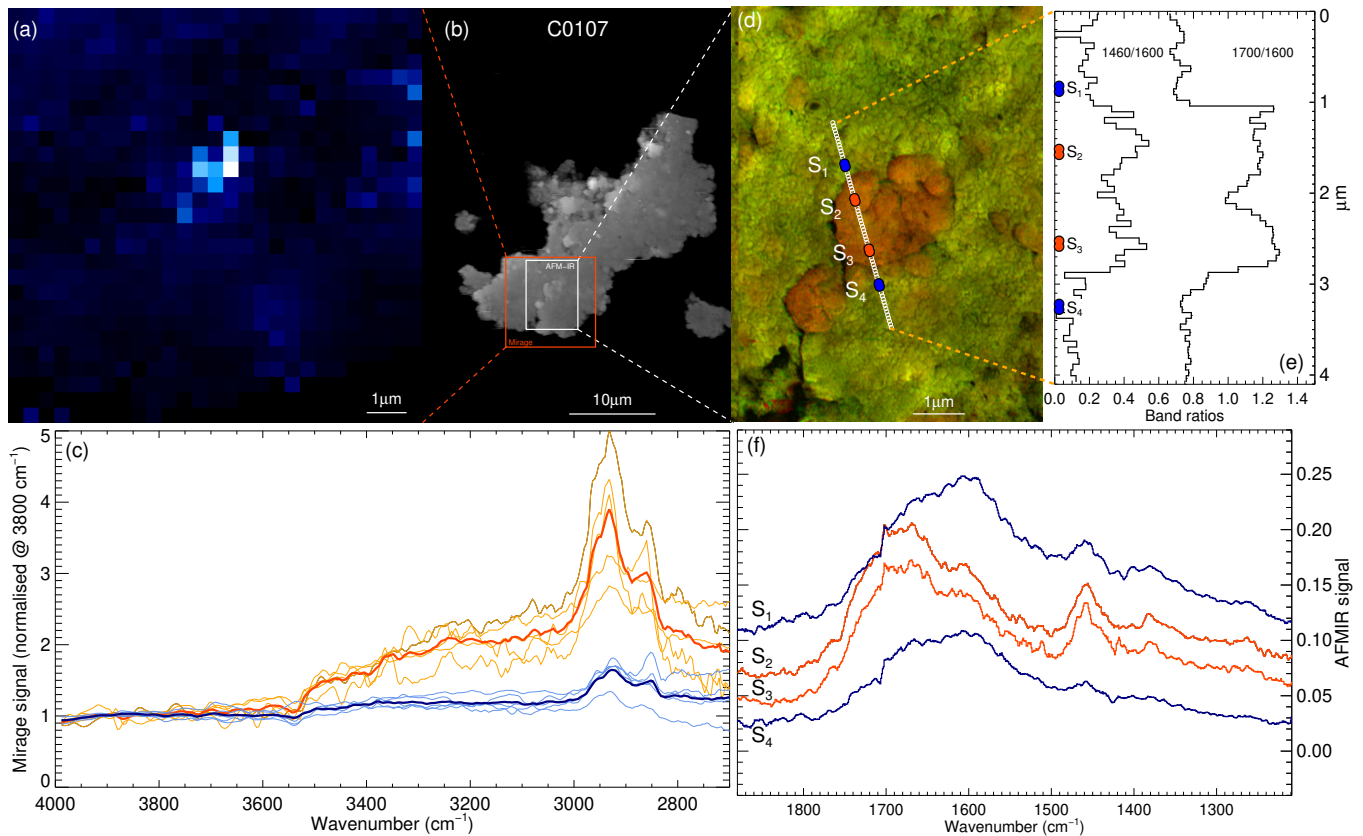 (a)
1μm
(b)
C0107
AFM-IR
Mirage
10μm
(d)
S1
S2
S3
S4
1μm
1460/1600
1700/1600
S1
S2
S3
S4
(e)
0
1
2
3
4
μm
0.0 0.2 0.4 0.6 0.8 1.0 1.2 1.4
Band ratios
(c)
5
4
3
2
1
0
Mirage signal (normalised @ 3800 cm⁻¹)
4000 3800 3600 3400 3200 3000 2800
Wavenumber (cm⁻¹)
(f)
S1
S2
S3
S4
0.25
0.20
0.15
0.10
0.05
0.00
AFMIR signal
1800 1700 1600 1500 1400 1300
Wavenumber (cm⁻¹)